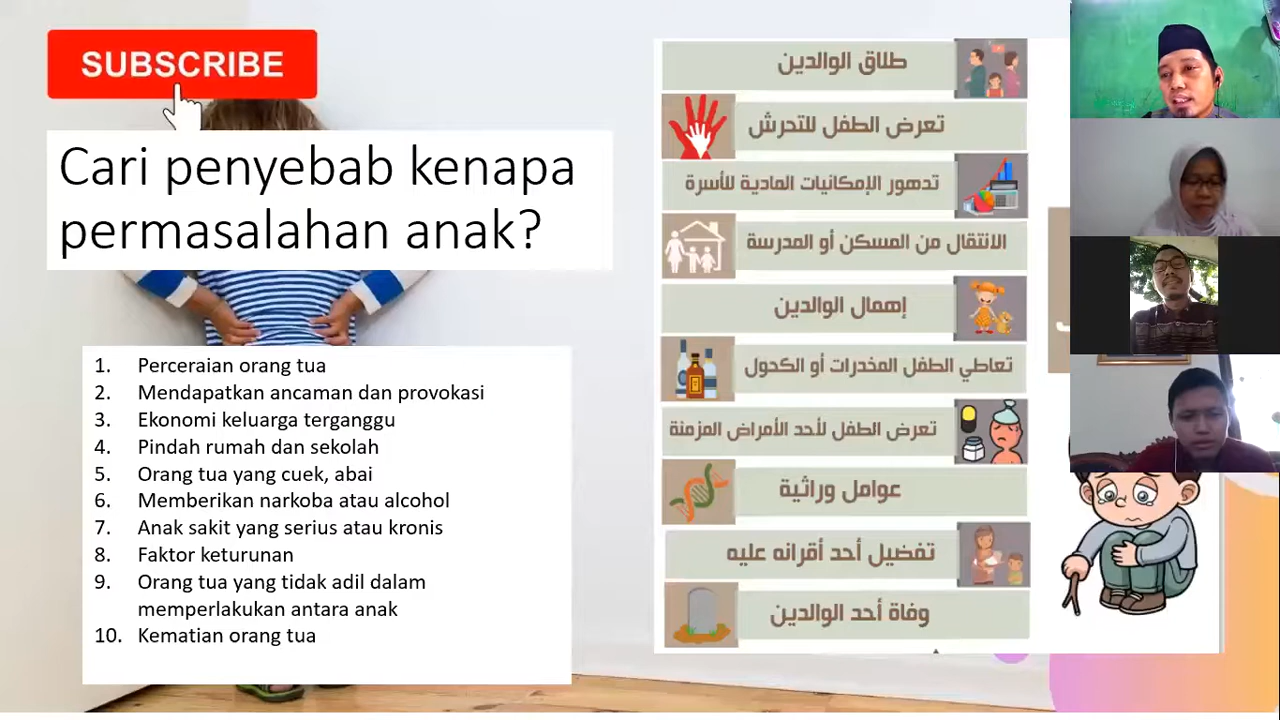 SUBSCRIBE
Cari penyebab kenapa
permasalahan anak?
1. Perceraian orang tua
2. Mendapatkan ancaman dan provokasi
3. Ekonomi keluarga terganggu
4. Pindah rumah dan sekolah
5. Orang tua yang cuek, abai
6. Memberikan narkoba atau alcohol
7. Anak sakit yang serius atau kronis
8. Faktor keturunan
9. Orang tua yang tidak adil dalam
memperlakukan antara anak
10. Kematian orang tua
طلاق الوالدين
تعرض الطفل للتحرش
تدهور الإمكانيات المادية للأسرة
الانتقال من المسكن أو المدرسة
إهمال الوالدين
تعاطي الطفل المخدرات أو الكحول
تعرض الطفل لأحد الأمراض المزمنة
عوامل وراثية
تفضيل أحد أقرانه عليه
وفاة أحد الوالدين